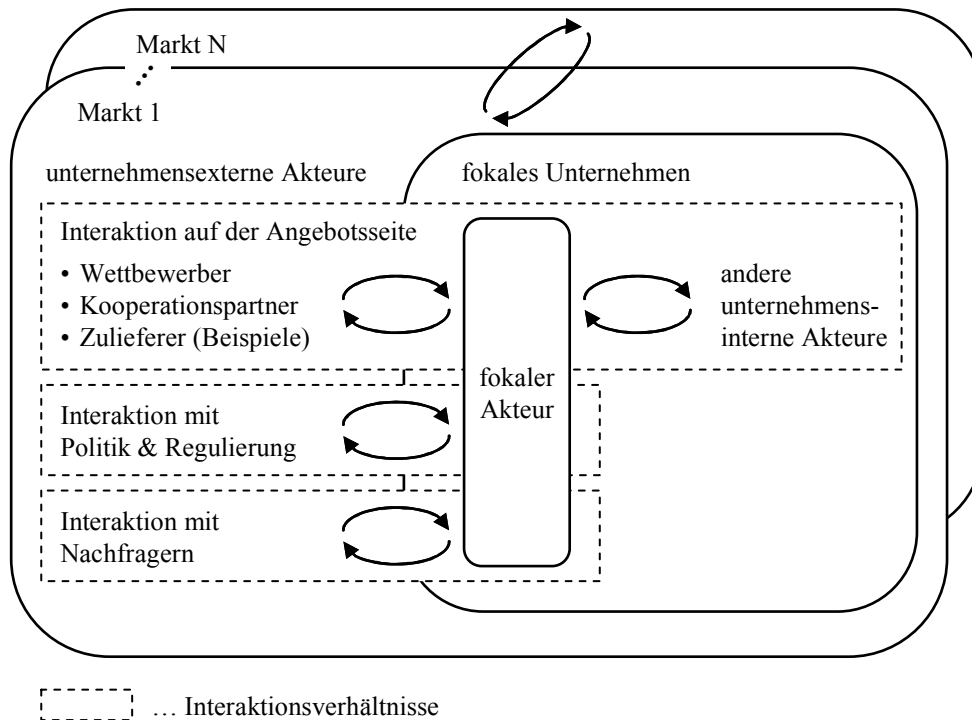 Markt N
Markt 1
unternehmensexterne Akteure
fokales Unternehmen
Interaktion auf der Angebotsseite
• Wettbewerber
• Kooperationspartner
• Zulieferer (Beispiele)
andere
unternehmens-
interne Akteure
fokaler
Akteur
Interaktion mit
Politik & Regulierung
Interaktion mit
Nachfragern
… Interaktionsverhältnisse